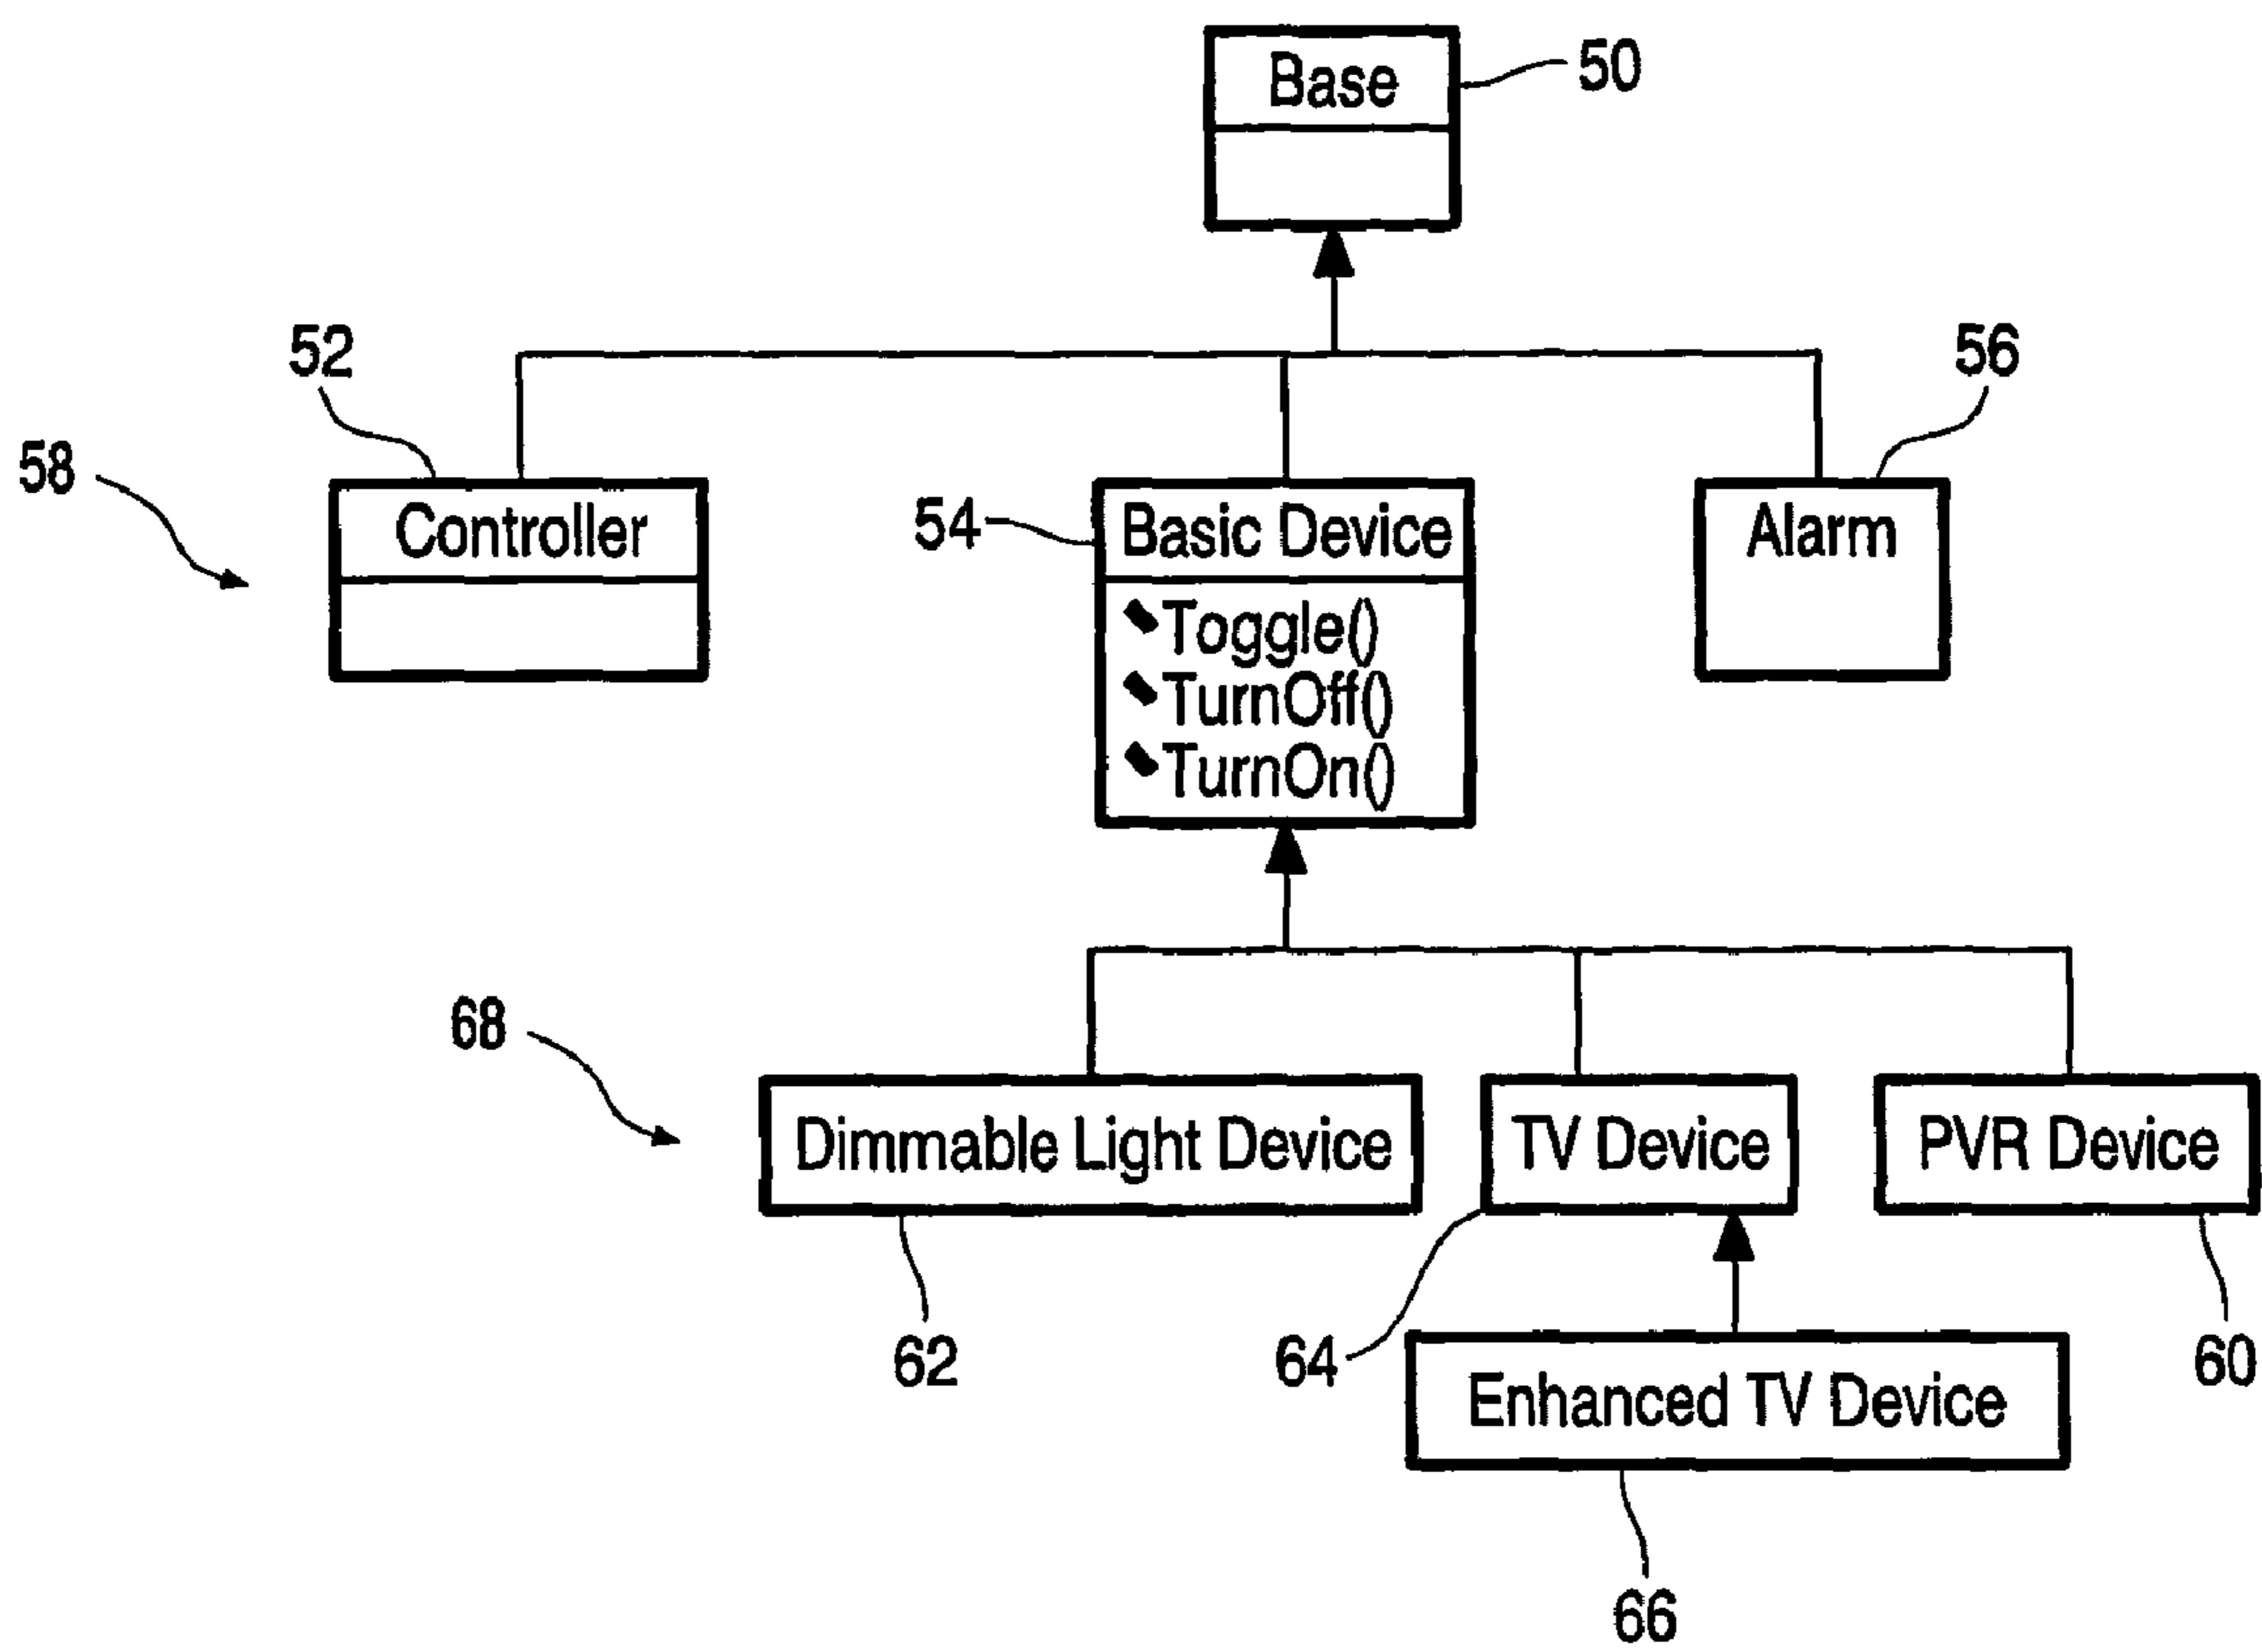 Base
50
52
56
58
Controller
54
Basic Device
Alarm
Toggle()
TurnOff()
TurnOn()
68
Dimmable Light Device
TV Device
PVR Device
62
64
60
Enhanced TV Device
66